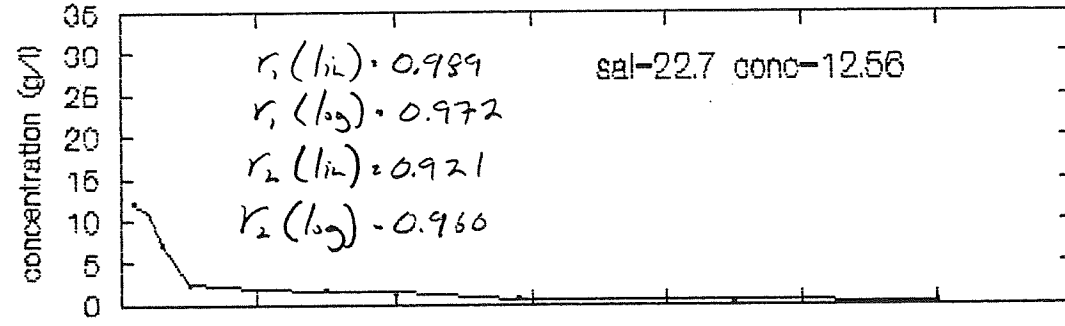 35
30
25
20
15
10
5
0
concentration (g/l)
sal=22.7 conc=12.56
r₁ (lin) = 0.989
r₁ (log) = 0.972
r₂ (lin) = 0.921
r₂ (log) = 0.960